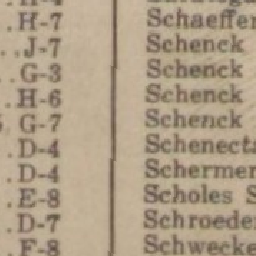 ..H-7
..J-7
..G-3
..H-6
G-7
..D-4
..D-4
..E-8
..D-7
..F-8
Schaeffer
Schenck
Schenck
Schenck
Schenck
Schenecta
Schermer
Scholes S
Schroeder
Schwecke